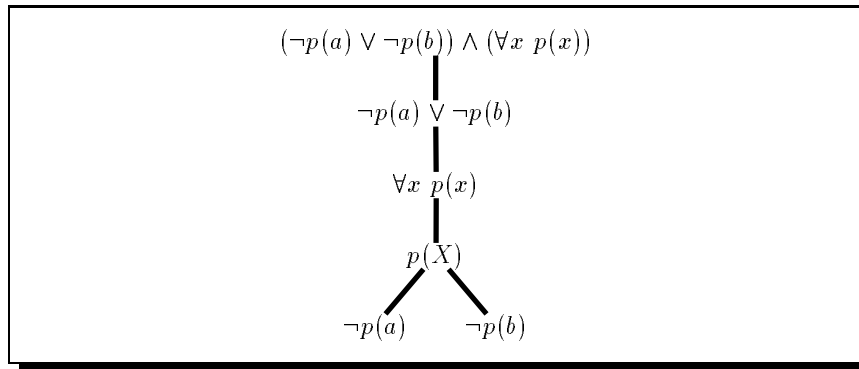 (¬p(a) ∨ ¬p(b)) ∧ (∀x p(x))
¬p(a) ∨ ¬p(b)
∀x p(x)
p(X)
¬p(a) ¬p(b)